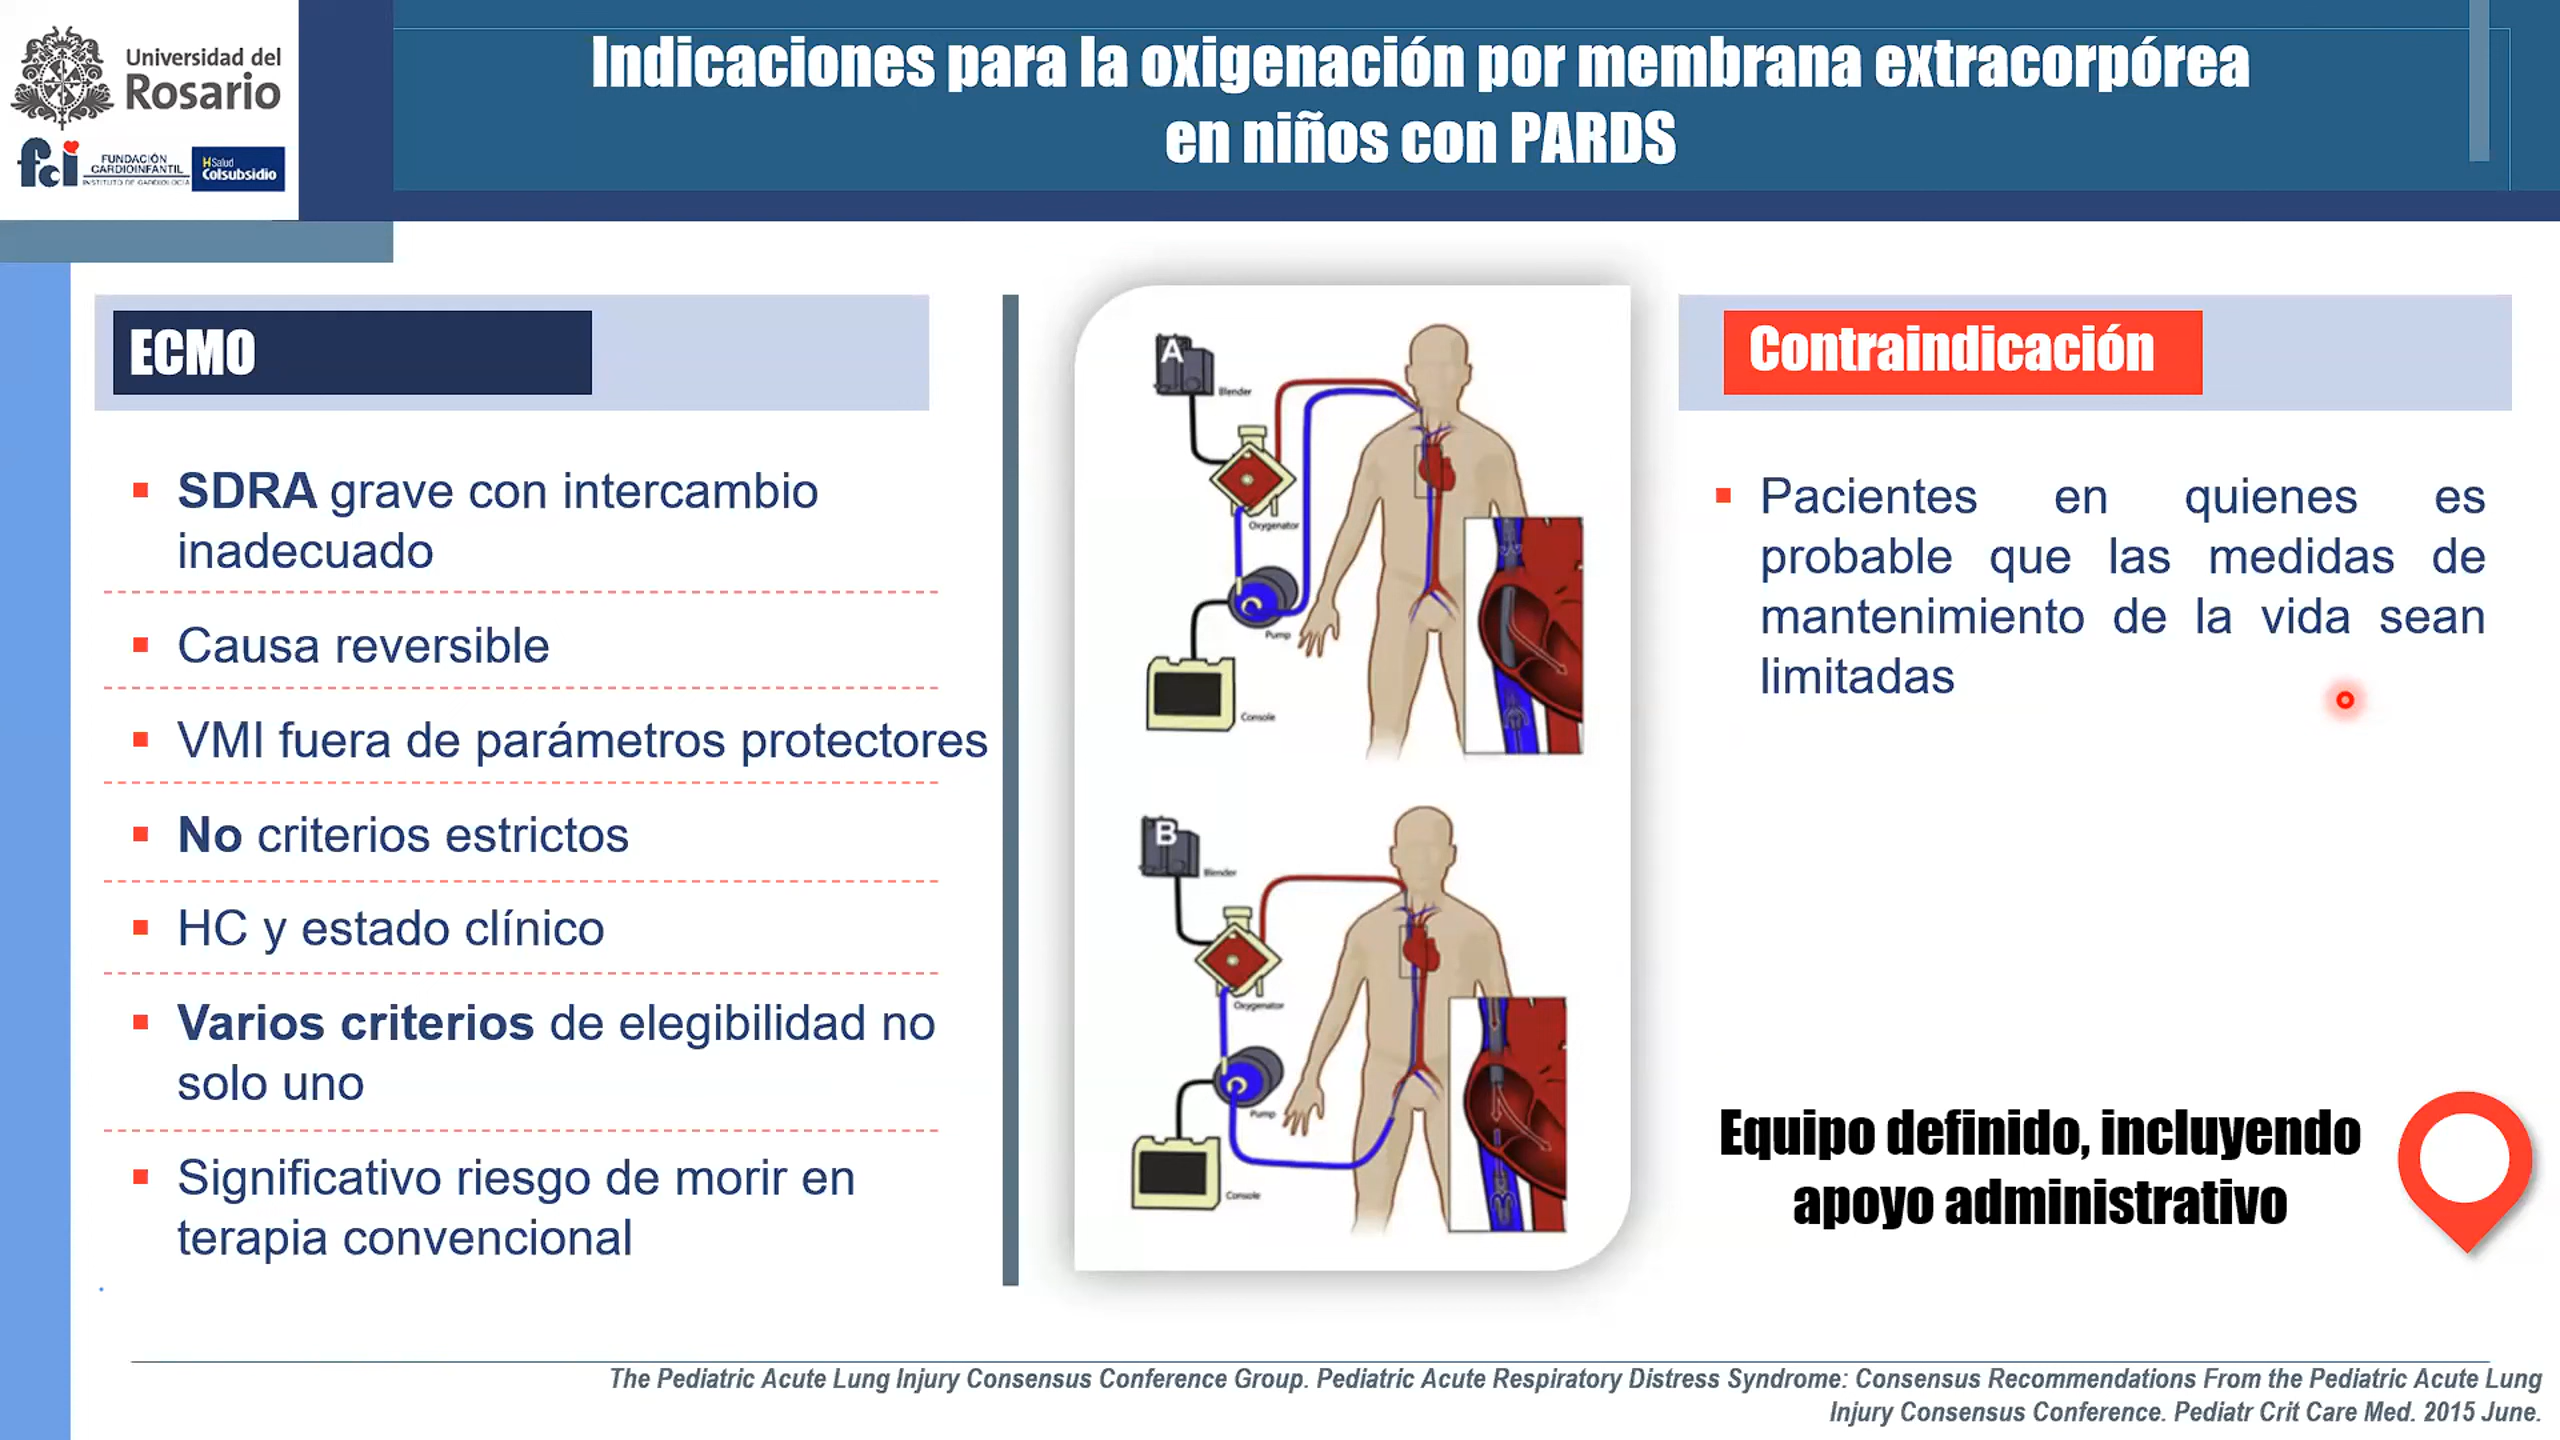 Universidad del
Rosario
fci
FUNDACIÓN
CARDIOINFANTIL
INSTITUTO DE CARDIOLOGÍA
Salud
Colsubsidio
Indicaciones para la oxigenación por membrana extracorpórea
en niños con PARDS
ECMO
SDRA grave con intercambio
inadecuado
Causa reversible
VMI fuera de parámetros protectores
No criterios estrictos
HC y estado clínico
Varios criterios de elegibilidad no
solo uno
Significativo riesgo de morir en
terapia convencional
A
Blender
Oxygenator
Pump
Console
B
Blender
Oxygenator
Pump
Console
Contraindicación
Pacientes en quienes es
probable que las medidas de
mantenimiento de la vida sean
limitadas
Equipo definido, incluyendo
apoyo administrativo
The Pediatric Acute Lung Injury Consensus Conference Group. Pediatric Acute Respiratory Distress Syndrome: Consensus Recommendations From the Pediatric Acute Lung
Injury Consensus Conference. Pediatr Crit Care Med. 2015 June.